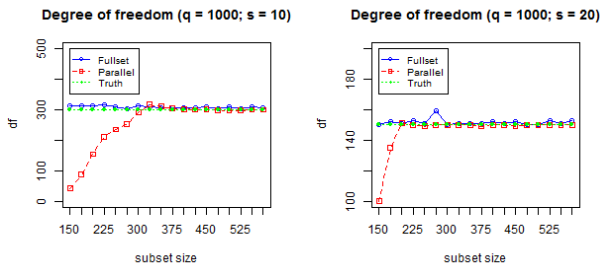 Degree of freedom (q = 1000; s = 10)
500
300
100
0
df
Fullset
Parallel
Truth
150 225 300 375 450 525
subset size
Degree of freedom (q = 1000; s = 20)
180
140
100
df
Fullset
Parallel
Truth
150 225 300 375 450 525
subset size